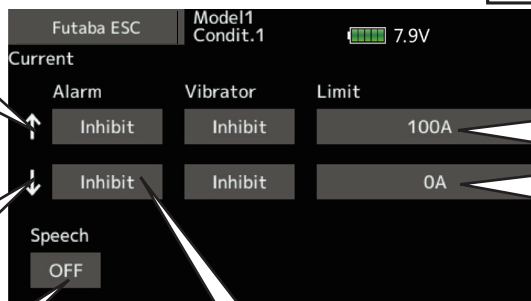 Futaba ESC
Model1
Condit.1
7.9V
Current
Alarm Vibrator Limit
↑ Inhibit Inhibit 100A
↓ Inhibit Inhibit 0A
Speech
OFF